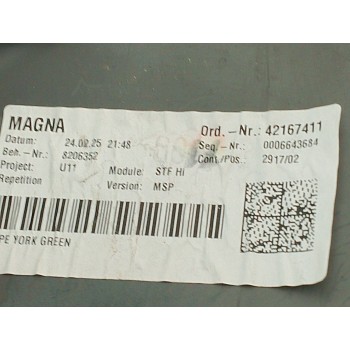 MAGNA Ord.-Nr.: 42167411
Datum: 24.02.25 21:48 Seq.-Nr.: 0006643684
Beh.-Nr.: 8206352 Cont/Pos.: 2917/02
Project: U11 Module: STF Hi
Repetition Version: MSP
PE YORK GREEN